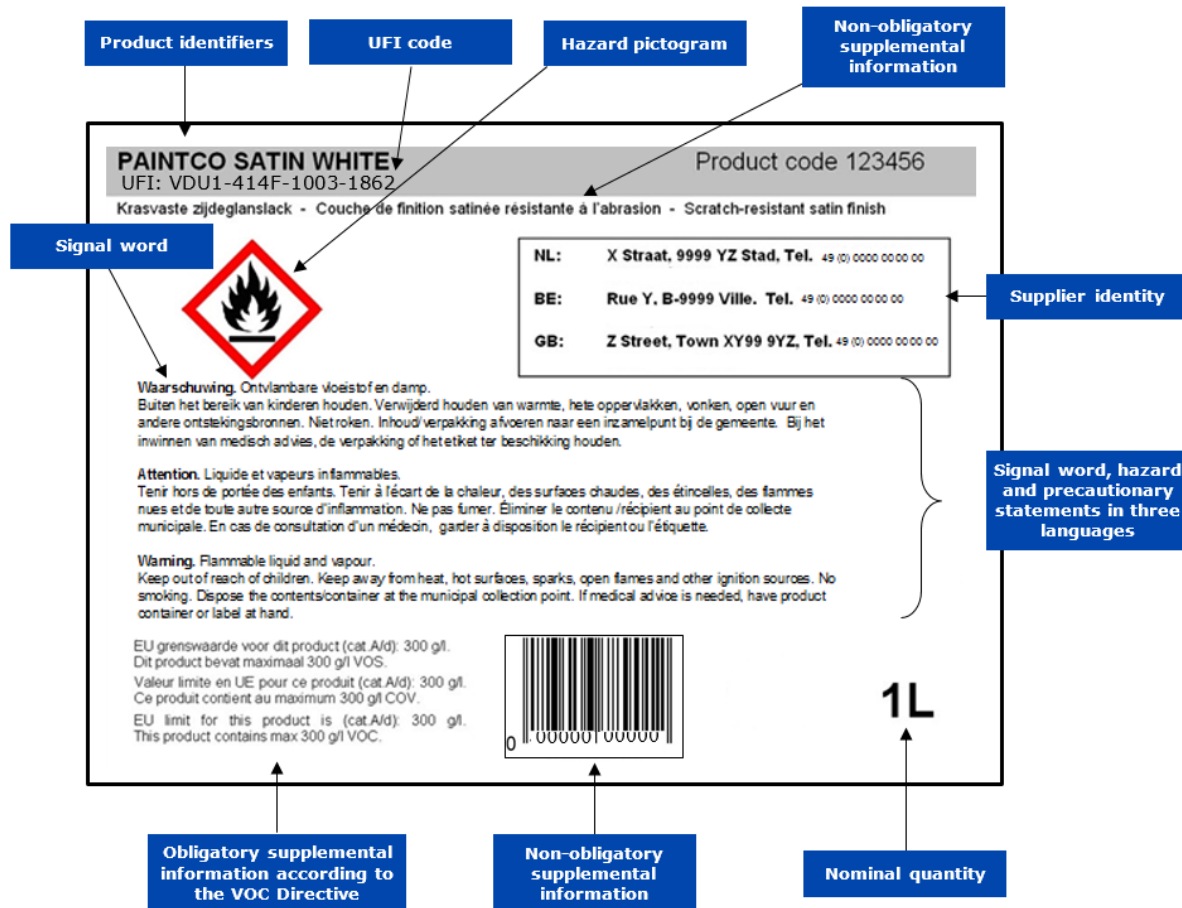 Product identifiers
UFI code
Hazard pictogram
Non-obligatory
supplemental
information
PAINTCO SATIN WHITE
Product code 123456
UFI: VDU1-414F-1003-1862
Krasvaste zijdeglanslack - Couche de finition satinée résistante á l'abrasion - Scratch-resistant satin finish
Signal word
NL: X Straat, 9999 YZ Stad, Tel. 49 (0) 0000 0000 00
BE: Rue Y, B-9999 Ville. Tel. 49 (0) 0000 0000 00
GB: Z Street, Town XY99 9YZ, Tel. 49 (0) 0000 0000 00
Supplier identity
Waarschuwing. Ontvlambare vloeistof en damp.
Buiten het bereik van kinderen houden. Verwijderd houden van warmte, hete oppervlakken, vonken, open vuur en
andere ontstekingsbronnen. Niet roken. Inhoud/verpakking afvoeren naar een inzamelpunt bij de gemeente. Bij het
inwinnen van medisch advies, de verpakking of het etiket ter beschikking houden.
Attention. Liquide et vapeurs inflammables.
Tenir hors de portée des enfants. Tenir à l'écart de la chaleur, des surfaces chaudes, des étincelles, des flammes
nues et de toute autre source d'inflammation. Ne pas fumer. Éliminer le contenu /récipient au point de collecte
municipale. En cas de consultation d'un médecin, garder à disposition le récipient ou l'étiquette.
Warning. Flammable liquid and vapour.
Keep out of reach of children. Keep away from heat, hot surfaces, sparks, open flames and other ignition sources. No
smoking. Dispose the contents/container at the municipal collection point. If medical advice is needed, have product
container or label at hand.
Signal word, hazard
and precautionary
statements in three
languages
EU grenswaarde voor dit product (cat.A/d): 300 g/l.
Dit product bevat maximaal 300 g/l VOS.
Valeur limite en UE pour ce produit (cat.A/d): 300 g/l.
Ce produit contient au maximum 300 g/l COV.
EU limit for this product is (cat.A/d): 300 g/l.
This product contains max 300 g/l VOC.
0 00000 00000
1L
Obligatory supplemental
information according to
the VOC Directive
Non-obligatory
supplemental
information
Nominal quantity